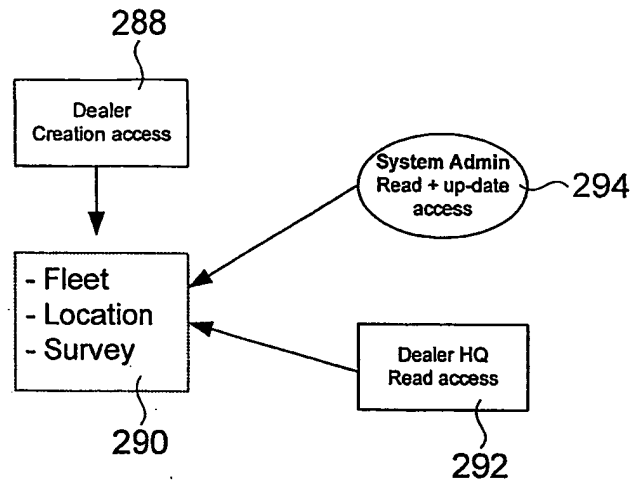 288
Dealer
Creation access
System Admin
Read + up-date
access
294
- Fleet
- Location
- Survey
Dealer HQ
Read access
290
292